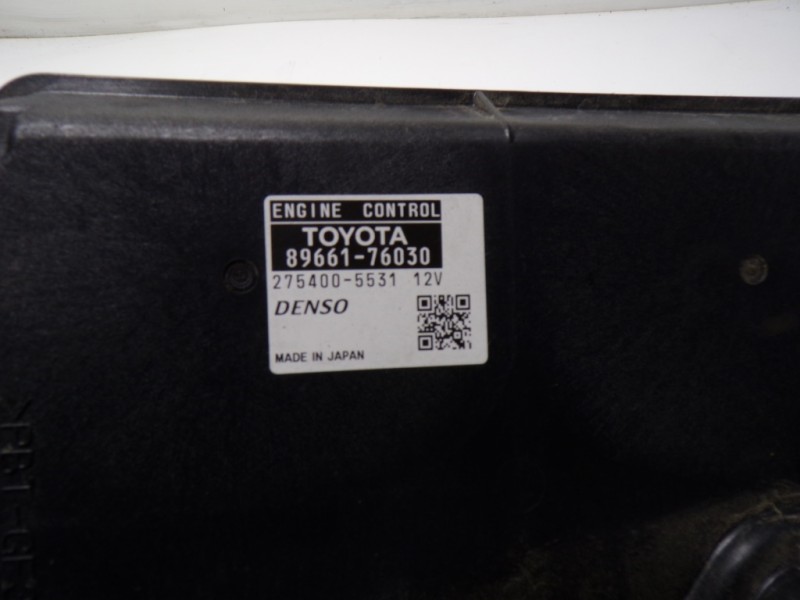 ENGINE CONTROL
TOYOTA
89661-76030
275400-5531 12V
DENSO
MADE IN JAPAN